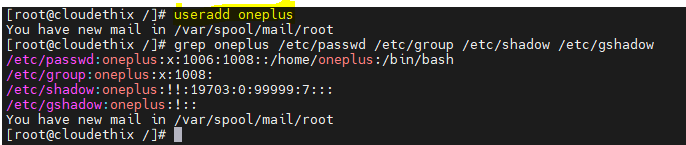 [root@cloudethix /]# useradd oneplus
You have new mail in /var/spool/mail/root
[root@cloudethix /]# grep oneplus /etc/passwd /etc/group /etc/shadow /etc/gshadow
/etc/passwd:oneplus:x:1006:1008::/home/oneplus:/bin/bash
/etc/group:oneplus:x:1008:
/etc/shadow:oneplus:!!:19703:0:99999:7:::
/etc/gshadow:oneplus:!::
You have new mail in /var/spool/mail/root
[root@cloudethix /]#